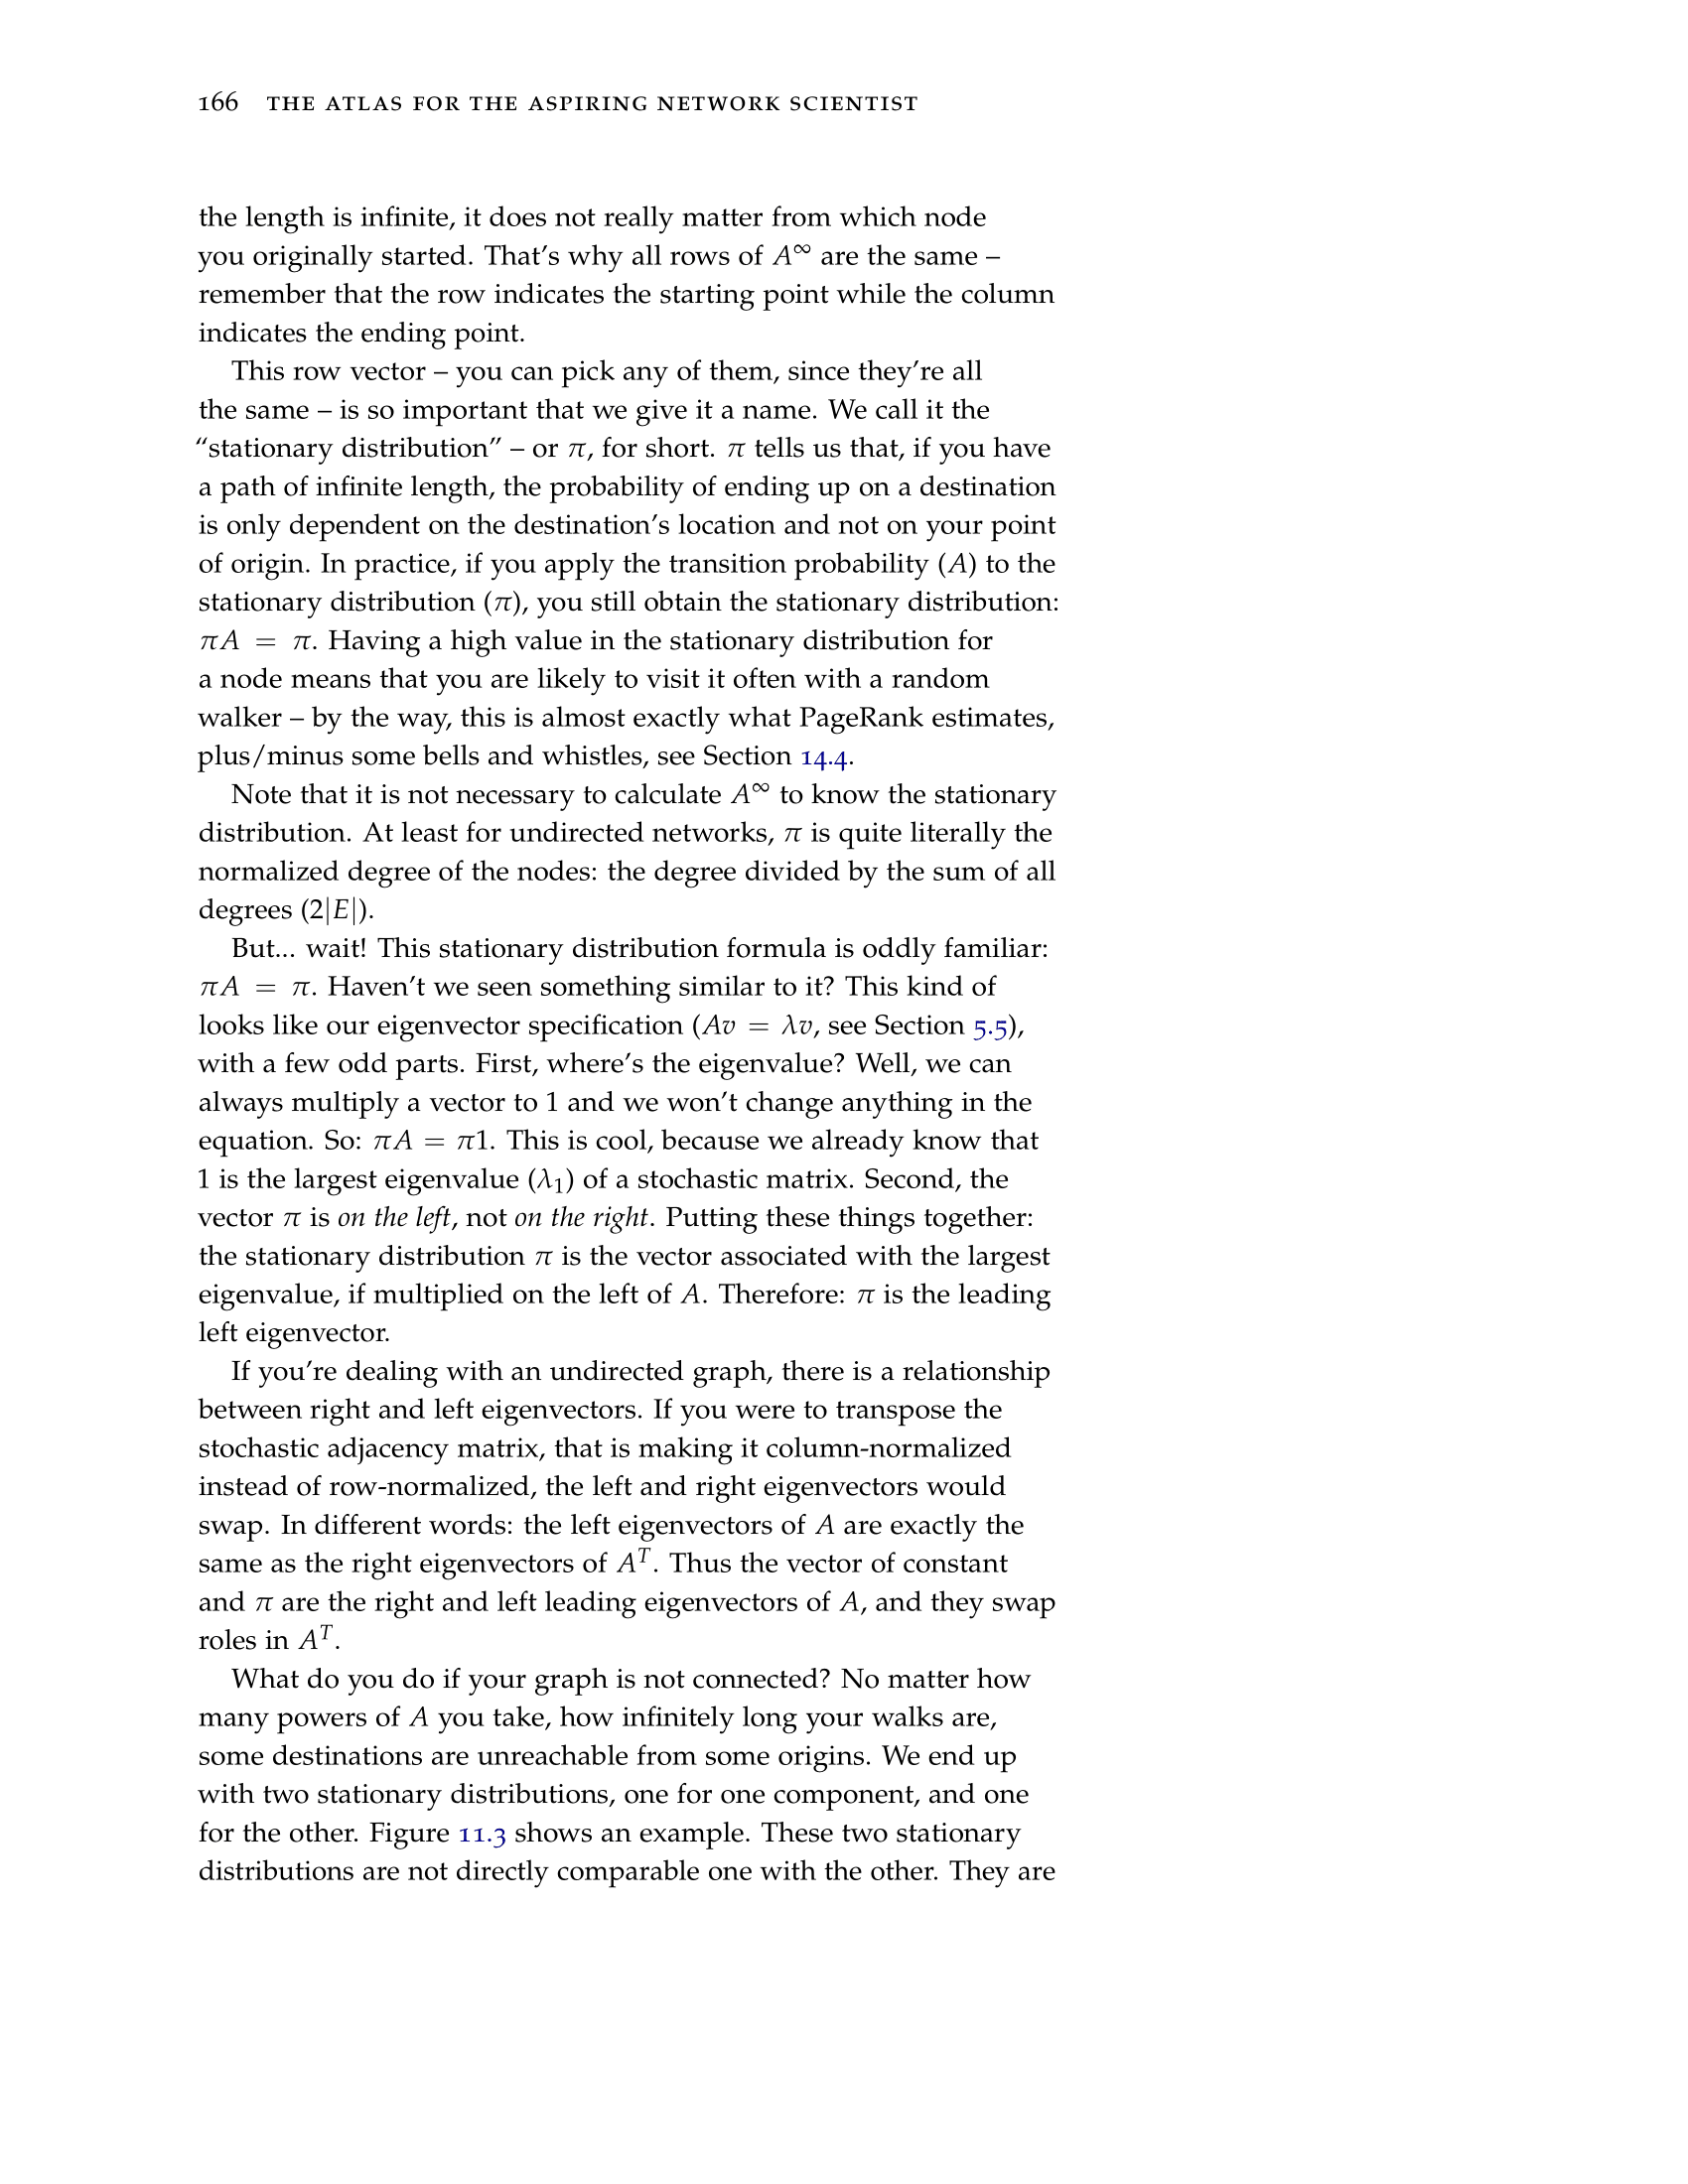 166 THE ATLAS FOR THE ASPIRING NETWORK SCIENTIST
the length is infinite, it does not really matter from which node
you originally started. That's why all rows of A∞ are the same –
remember that the row indicates the starting point while the column
indicates the ending point.
This row vector – you can pick any of them, since they're all
the same – is so important that we give it a name. We call it the
“stationary distribution” – or π, for short. π tells us that, if you have
a path of infinite length, the probability of ending up on a destination
is only dependent on the destination's location and not on your point
of origin. In practice, if you apply the transition probability (A) to the
stationary distribution (π), you still obtain the stationary distribution:
πA = π. Having a high value in the stationary distribution for
a node means that you are likely to visit it often with a random
walker – by the way, this is almost exactly what PageRank estimates,
plus/minus some bells and whistles, see Section 14.4.
Note that it is not necessary to calculate A∞ to know the stationary
distribution. At least for undirected networks, π is quite literally the
normalized degree of the nodes: the degree divided by the sum of all
degrees (2|E|).
But... wait! This stationary distribution formula is oddly familiar:
πA = π. Haven't we seen something similar to it? This kind of
looks like our eigenvector specification (Av = λv, see Section 5.5),
with a few odd parts. First, where's the eigenvalue? Well, we can
always multiply a vector to 1 and we won't change anything in the
equation. So: πA = π1. This is cool, because we already know that
1 is the largest eigenvalue (λ₁) of a stochastic matrix. Second, the
vector π is on the left, not on the right. Putting these things together:
the stationary distribution π is the vector associated with the largest
eigenvalue, if multiplied on the left of A. Therefore: π is the leading
left eigenvector.
If you're dealing with an undirected graph, there is a relationship
between right and left eigenvectors. If you were to transpose the
stochastic adjacency matrix, that is making it column-normalized
instead of row-normalized, the left and right eigenvectors would
swap. In different words: the left eigenvectors of A are exactly the
same as the right eigenvectors of Aᵀ. Thus the vector of constant
and π are the right and left leading eigenvectors of A, and they swap
roles in Aᵀ.
What do you do if your graph is not connected? No matter how
many powers of A you take, how infinitely long your walks are,
some destinations are unreachable from some origins. We end up
with two stationary distributions, one for one component, and one
for the other. Figure 11.3 shows an example. These two stationary
distributions are not directly comparable one with the other. They are